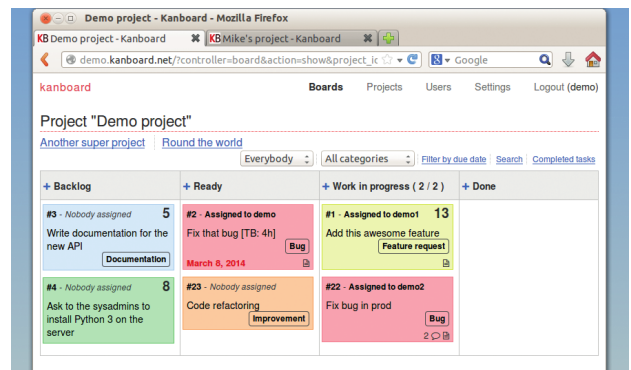 Demo project - Kanboard - Mozilla Firefox
KB Demo project - Kanboard
KB Mike's project - Kanboard
demo.kanboard.net/?controller=board&action=show&project_ic
Google
kanboard
Boards Projects Users Settings Logout (demo)
Project "Demo project"
Another super project Round the world
Everybody All categories Filter by due date Search Completed tasks
+ Backlog + Ready + Work in progress ( 2 / 2 ) + Done
#3 - Nobody assigned 5
Write documentation for the
new API
Documentation
#2 - Assigned to demo
Fix that bug [TB: 4h]
Bug
March 8, 2014
#1 - Assigned to demo1 13
Add this awesome feature
Feature request
#4 - Nobody assigned 8
Ask to the sysadmins to
install Python 3 on the
server
#23 - Nobody assigned
Code refactoring
Improvement
#22 - Assigned to demo2
Fix bug in prod
Bug
2